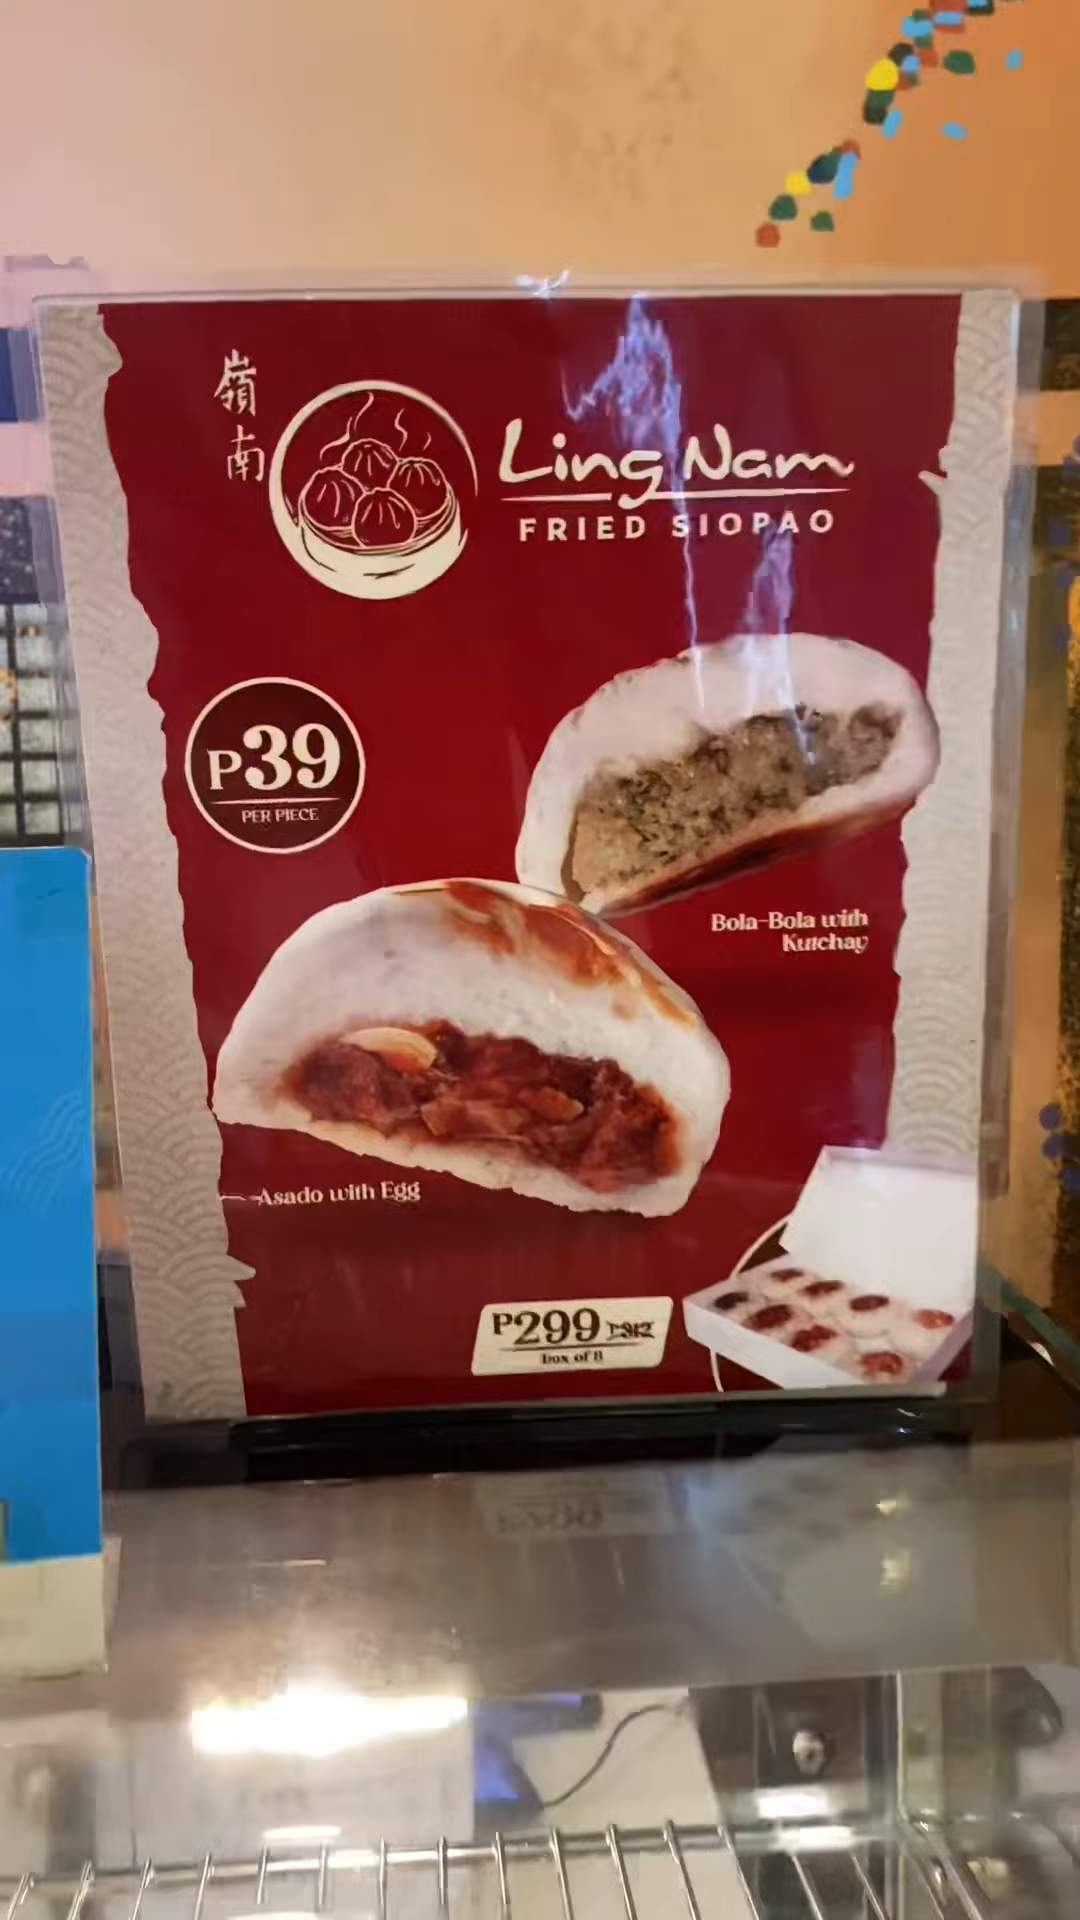 嶺南
Ling Nam
FRIED SIOPAO
P39
PER PIECE
Bola-Bola with
Kutchay
Asado with Egg
P299 P312
box of 8